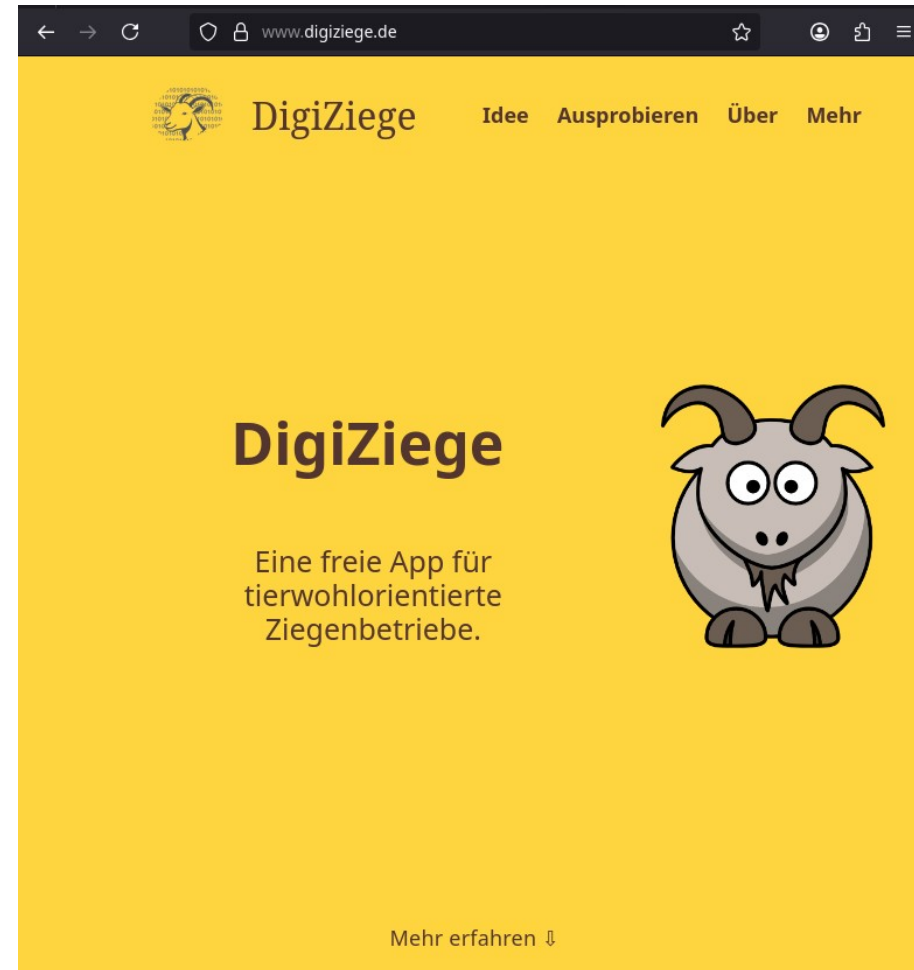 www.digiziege.de
DigiZiege
Idee Ausprobieren Über Mehr
DigiZiege
Eine freie App für
tierwohlorientierte
Ziegenbetriebe.
Mehr erfahren ⇩